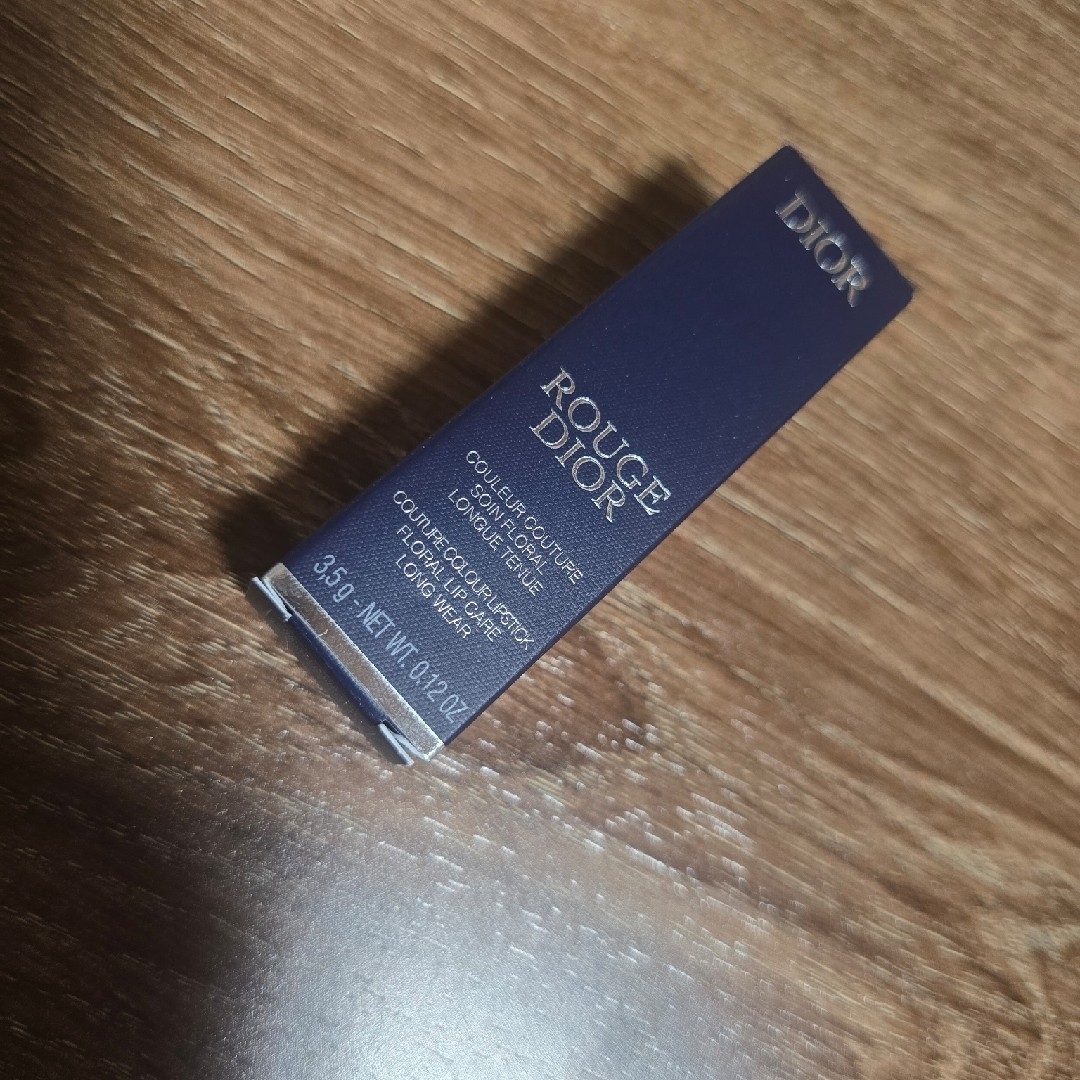 DIOR
ROUGE
DIOR
COULEUR COUTURE
SOIN FLORAL
LONGUE TENUE
COUTURE COLOUR LIPSTICK
FLORAL LIP CARE
LONG WEAR
3,5 g - NET WT. 0.12 OZ